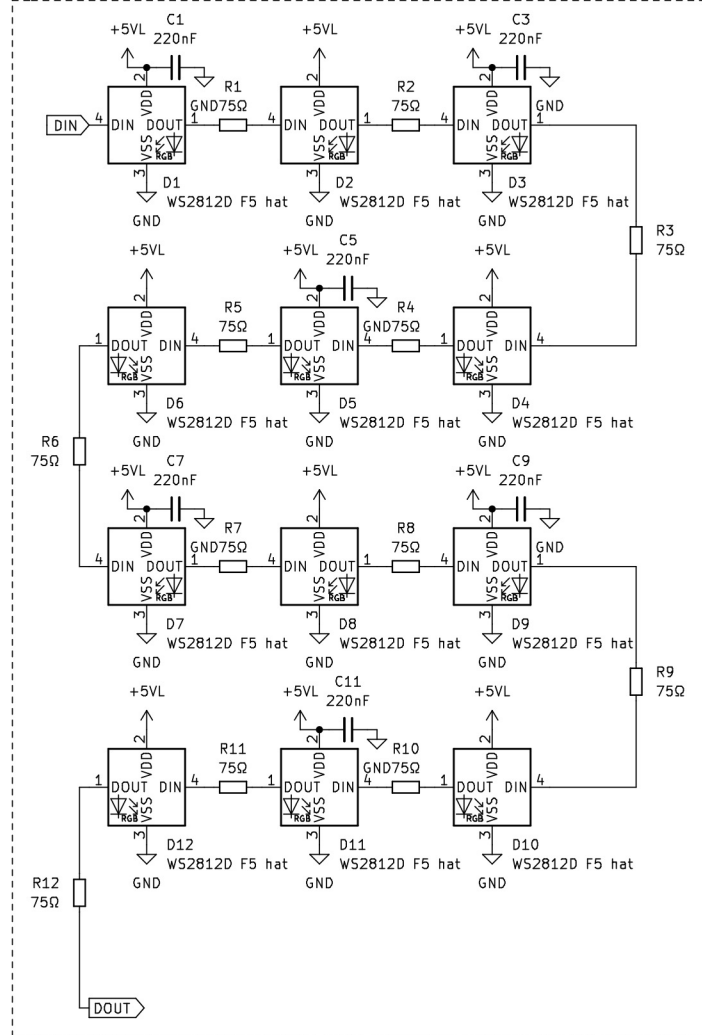 C1
+5VL
220nF
+5VL
C3
+5VL
220nF
2
VDD
GND
R1
75Ω
2
VDD
R2
75Ω
2
VDD
GND
DIN
4
DIN
DOUT
1
4
DIN
DOUT
1
4
DIN
DOUT
1
VSS
RGB
3
D1
WS2812D F5 hat
GND
VSS
RGB
3
D2
WS2812D F5 hat
GND
VSS
RGB
3
D3
WS2812D F5 hat
GND
R3
75Ω
+5VL
C5
+5VL
220nF
+5VL
2
VDD
R5
75Ω
2
VDD
GND
R4
75Ω
2
VDD
1
DOUT
DIN
4
1
DOUT
DIN
4
1
DOUT
DIN
4
RGB
VSS
3
D6
WS2812D F5 hat
GND
RGB
VSS
3
D5
WS2812D F5 hat
GND
RGB
VSS
3
D4
WS2812D F5 hat
GND
R6
75Ω
C7
+5VL
220nF
+5VL
C9
+5VL
220nF
2
VDD
GND
R7
75Ω
2
VDD
R8
75Ω
2
VDD
GND
4
DIN
DOUT
1
4
DIN
DOUT
1
4
DIN
DOUT
1
VSS
RGB
3
D7
WS2812D F5 hat
GND
VSS
RGB
3
D8
WS2812D F5 hat
GND
VSS
RGB
3
D9
WS2812D F5 hat
GND
R9
75Ω
+5VL
C11
+5VL
220nF
+5VL
2
VDD
R11
75Ω
2
VDD
GND
R10
75Ω
2
VDD
1
DOUT
DIN
4
1
DOUT
DIN
4
1
DOUT
DIN
4
RGB
VSS
3
D12
WS2812D F5 hat
GND
RGB
VSS
3
D11
WS2812D F5 hat
GND
RGB
VSS
3
D10
WS2812D F5 hat
GND
R12
75Ω
DOUT